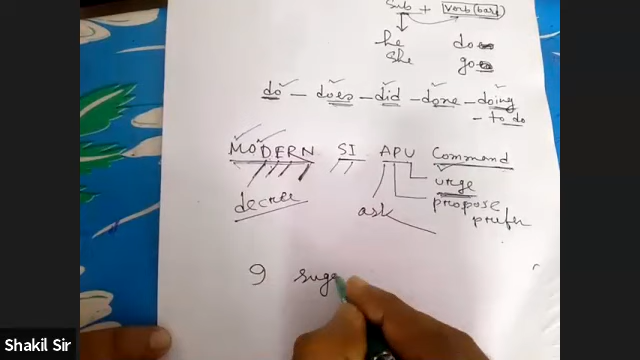 Sub + verb (bare)
he do
she go
do - does - did - done - doing
- to do
MODERN SI APU Command
urge
decree propose
ask prefer
9 suge
Shakil Sir